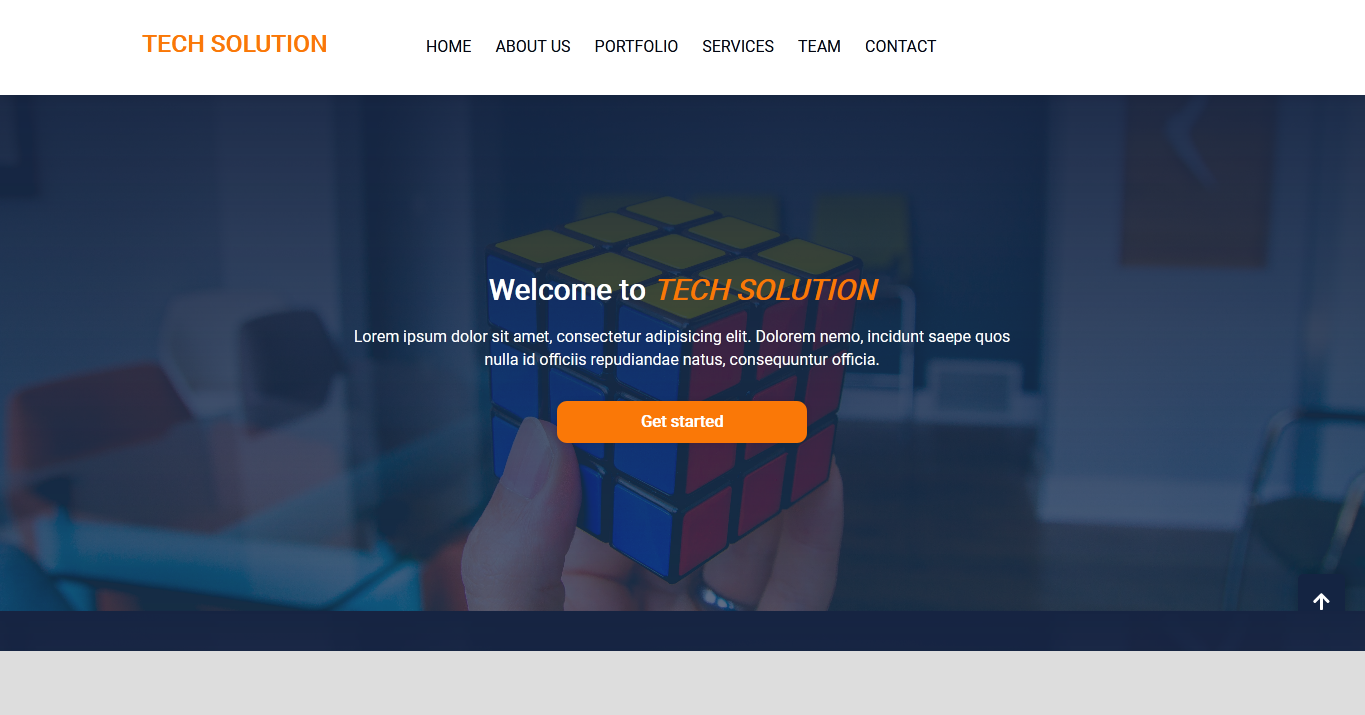 TECH SOLUTION
HOME ABOUT US PORTFOLIO SERVICES TEAM CONTACT
Welcome to TECH SOLUTION
Lorem ipsum dolor sit amet, consectetur adipisicing elit. Dolorem nemo, incidunt saepe quos
nulla id officiis repudiandae natus, consequuntur officia.
Get started